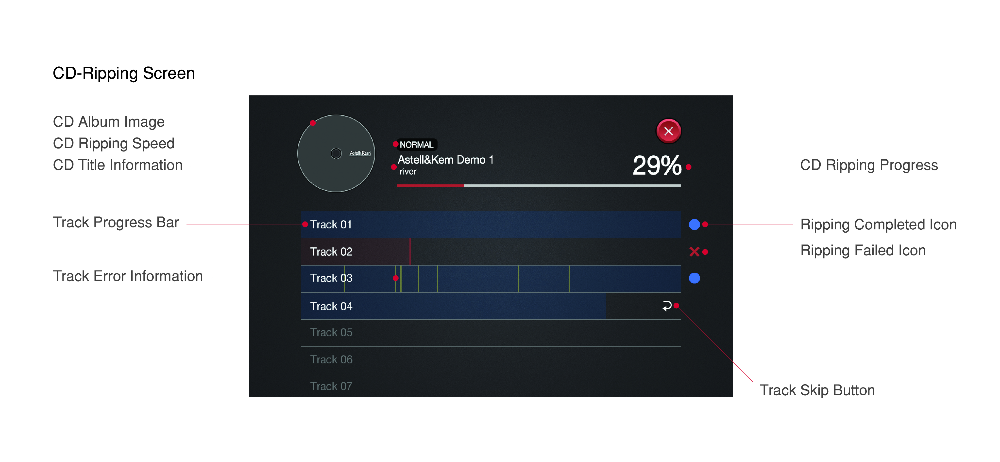 CD-Ripping Screen
CD Album Image
CD Ripping Speed
CD Title Information
Track Progress Bar
Track Error Information
Astell&Kern
NORMAL
Astell&Kern Demo 1
iriver
29%
Track 01
Track 02
Track 03
Track 04
Track 05
Track 06
Track 07
CD Ripping Progress
Ripping Completed Icon
Ripping Failed Icon
Track Skip Button